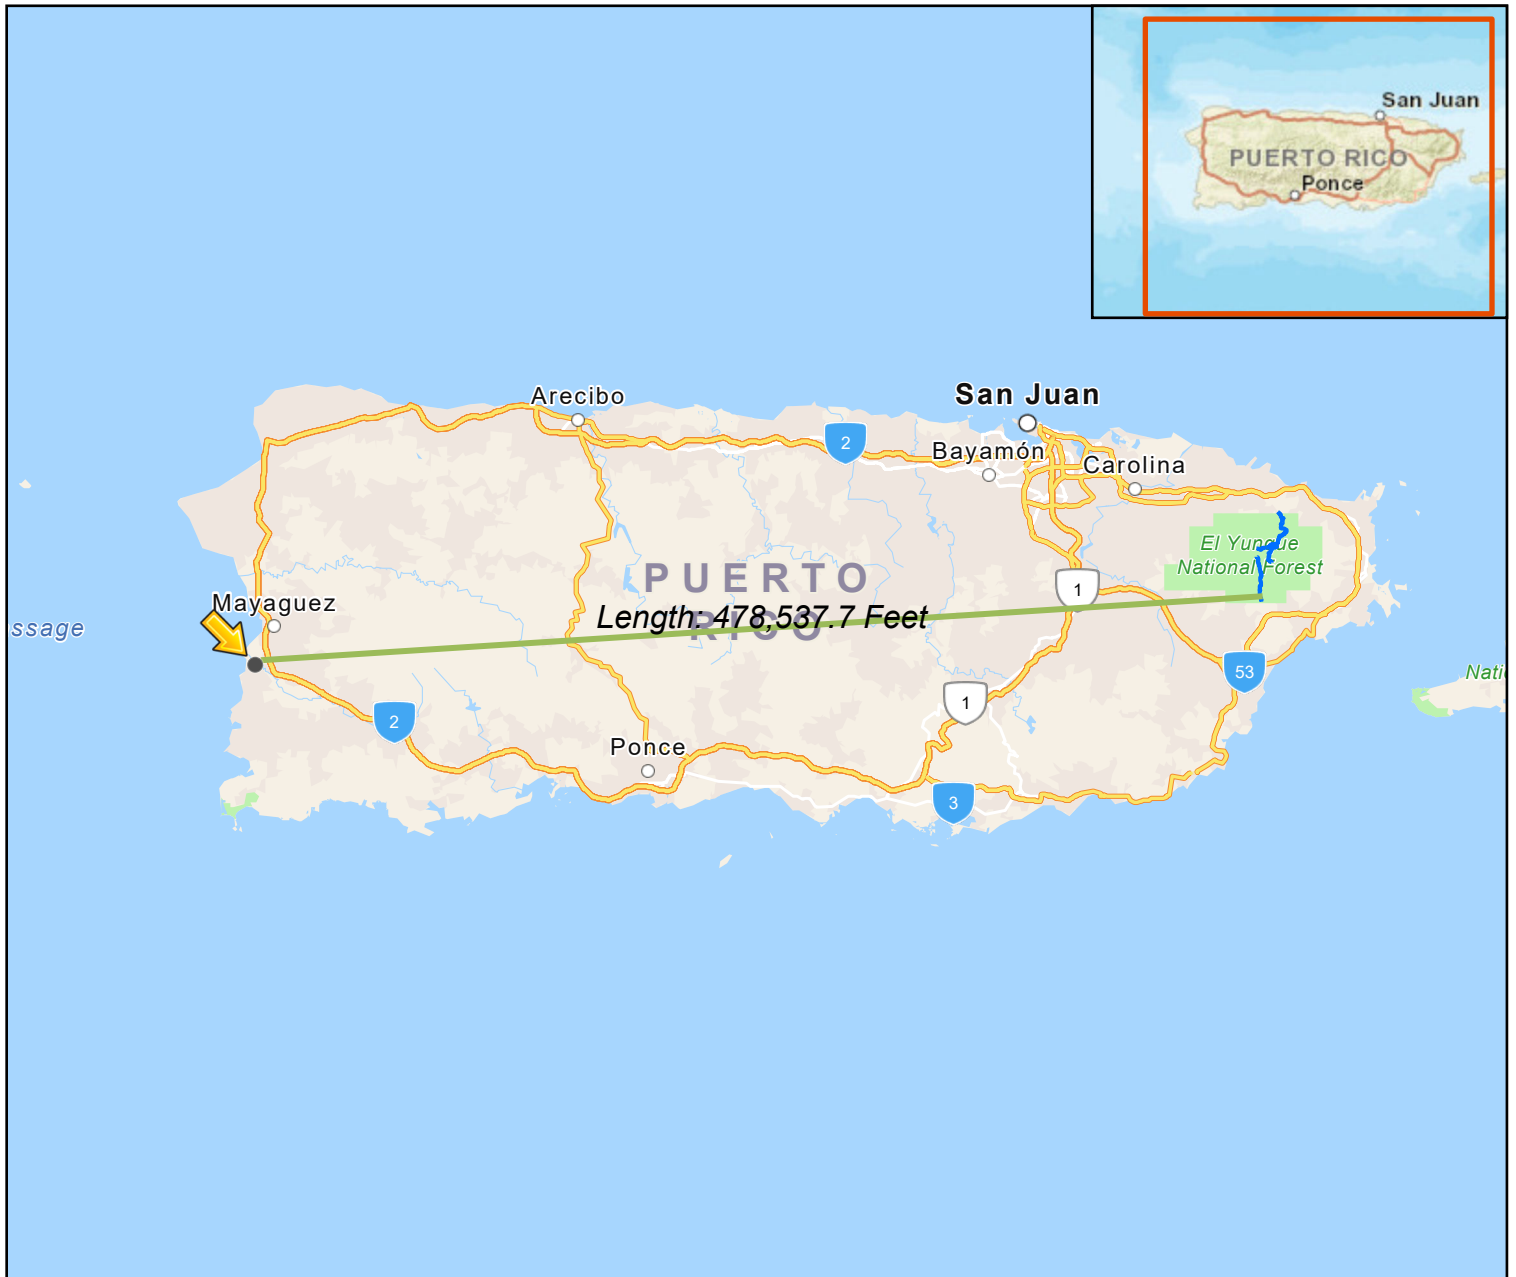 San Juan
PUERTO RICO
Ponce
Arecibo
San Juan
2
Bayamón
Carolina
El Yunque
National Forest
PUERTO
RICO
1
Mayaguez
Length: 478,537.7 Feet
ssage
53
Nati
1
2
Ponce
3